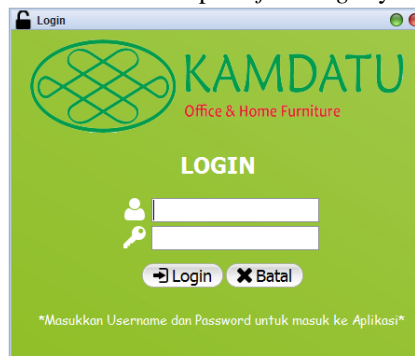 Login
KAMDATU
Office & Home Furniture
LOGIN
Login Batal
*Masukkan Username dan Password untuk masuk ke Aplikasi*